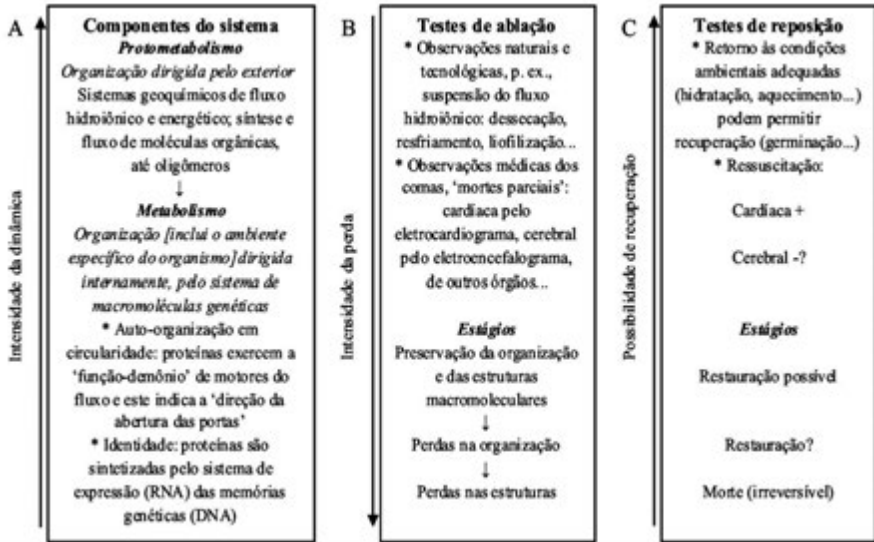 A
Intensidade da dinâmica
Componentes do sistema
Protometabolismo
Organização dirigida pelo exterior
Sistemas geoquímicos de fluxo
hidroiônico e energético; síntese e
fluxo de moléculas orgânicas,
até oligômeros
↓
Metabolismo
Organização [inclui o ambiente
específico do organismo] dirigida
internamente, pelo sistema de
macromoléculas genéticas
* Auto-organização em
circularidade: proteínas exercem a
‘função-demônio’ de motores do
fluxo e este indica a ‘direção da
abertura das portas’
* Identidade: proteínas são
sintetizadas pelo sistema de
expressão (RNA) das memórias
genéticas (DNA)
B
Intensidade da perda
Testes de ablação
* Observações naturais e
tecnológicas, p. ex.,
suspensão do fluxo
hidroiônico: dessecação,
resfriamento, liofilização...
* Observações médicas dos
comas, ‘mortes parciais’:
cardíaca pelo
eletrocardiograma, cerebral
pelo eletroencefalograma,
de outros órgãos...
Estágios
Preservação da organização
e das estruturas
macromoleculares
↓
Perdas na organização
↓
Perdas nas estruturas
C
Possibilidade de recuperação
Testes de reposição
* Retorno às condições
ambientais adequadas
(hidratação, aquecimento...)
podem permitir
recuperação (germinação...)
* Ressuscitação:
Cardíaca +
Cerebral -?
Estágios
Restauração possível
Restauração?
Morte (irreversível)